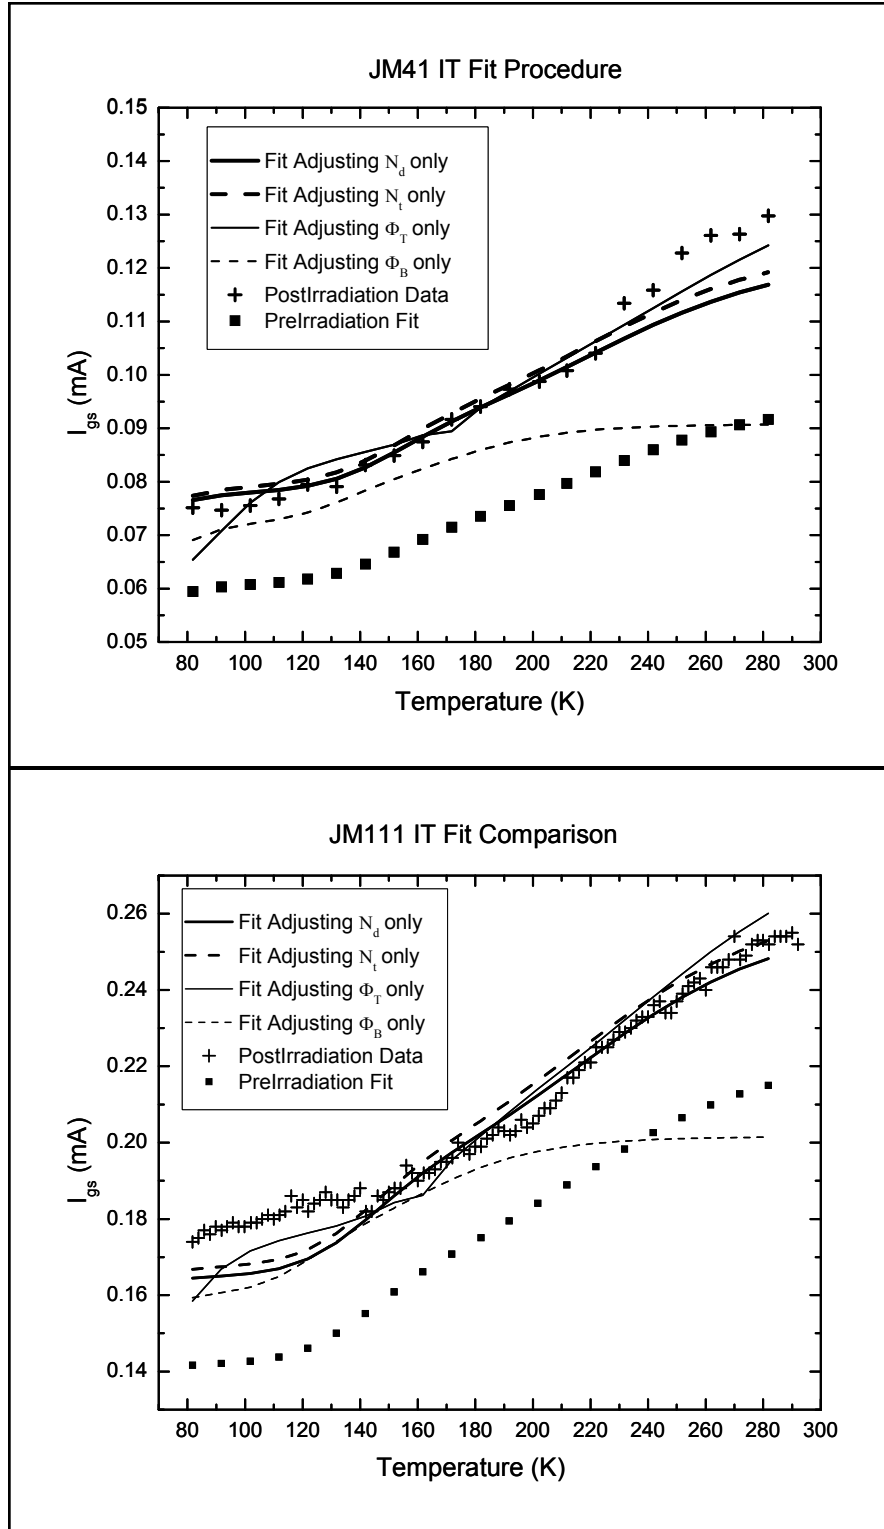 JM41 IT Fit Procedure
0.15
0.14
0.13
0.12
0.11
0.10
0.09
0.08
0.07
0.06
0.05
I_gs (mA)
Fit Adjusting N_d only
Fit Adjusting N_t only
Fit Adjusting Φ_T only
Fit Adjusting Φ_B only
PostIrradiation Data
PreIrradiation Fit
80 100 120 140 160 180 200 220 240 260 280 300
Temperature (K)
JM111 IT Fit Comparison
0.26
0.24
0.22
0.20
0.18
0.16
0.14
I_gs (mA)
Fit Adjusting N_d only
Fit Adjusting N_t only
Fit Adjusting Φ_T only
Fit Adjusting Φ_B only
PostIrradiation Data
PreIrradiation Fit
80 100 120 140 160 180 200 220 240 260 280 300
Temperature (K)